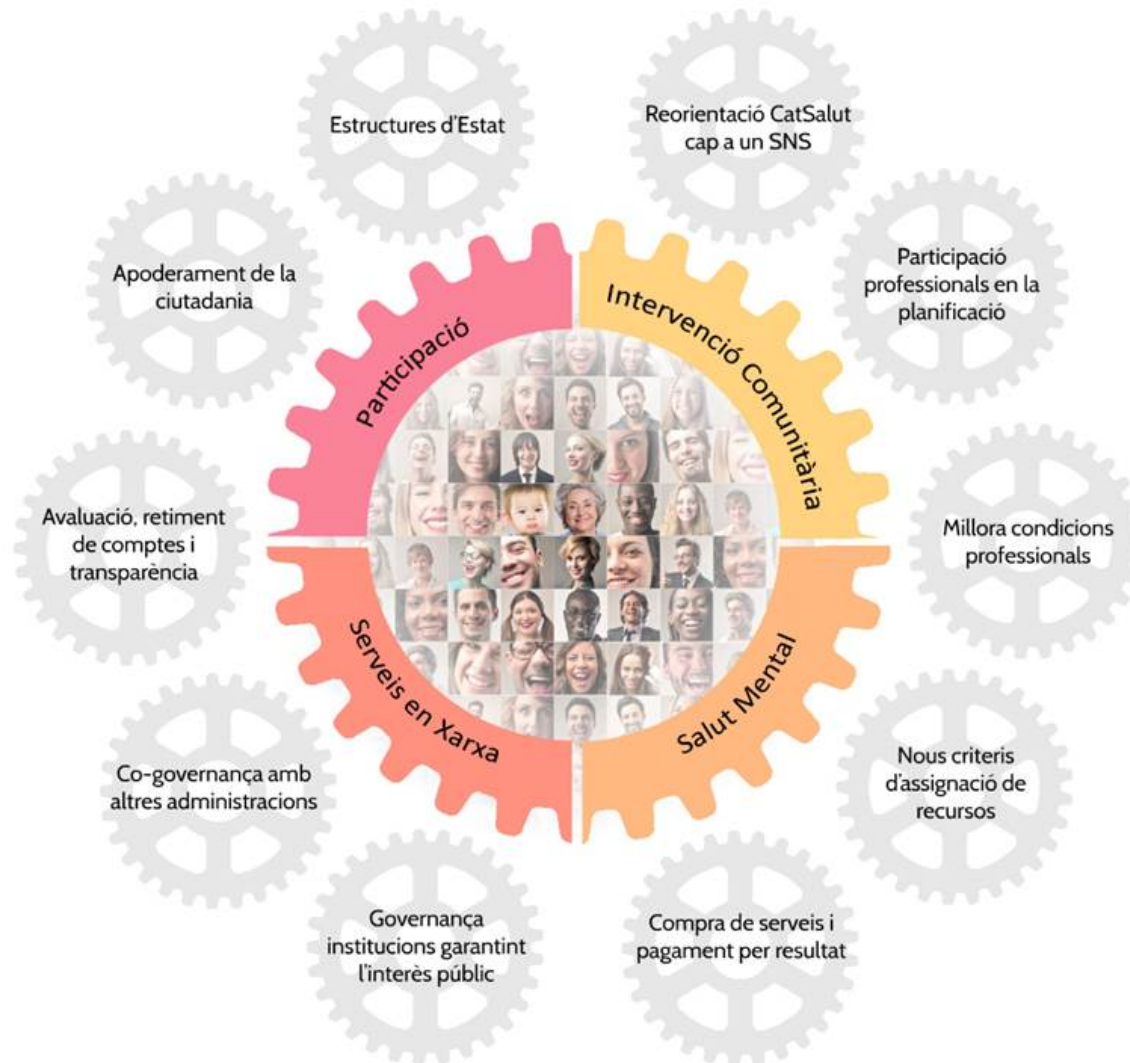 Estructures d'Estat
Reorientació CatSalut
cap a un SNS
Apoderament de la
ciutadania
Participació
professionals en la
planificació
Participació
Intervenció Comunitària
Avaluació, retiment
de comptes i
transparència
Millora condicions
professionals
Serveis en Xarxa
Salut Mental
Co-governança amb
altres administracions
Nous criteris
d'assignació de
recursos
Governança
institucions garantint
l'interès públic
Compra de serveis i
pagament per resultat